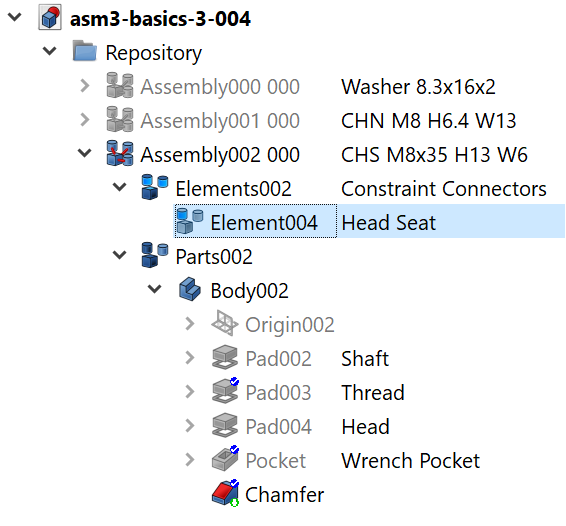 asm3-basics-3-004
Repository
Assembly000 000 Washer 8.3x16x2
Assembly001 000 CHN M8 H6.4 W13
Assembly002 000 CHS M8x35 H13 W6
Elements002 Constraint Connectors
Element004 Head Seat
Parts002
Body002
Origin002
Pad002 Shaft
Pad003 Thread
Pad004 Head
Pocket Wrench Pocket
Chamfer